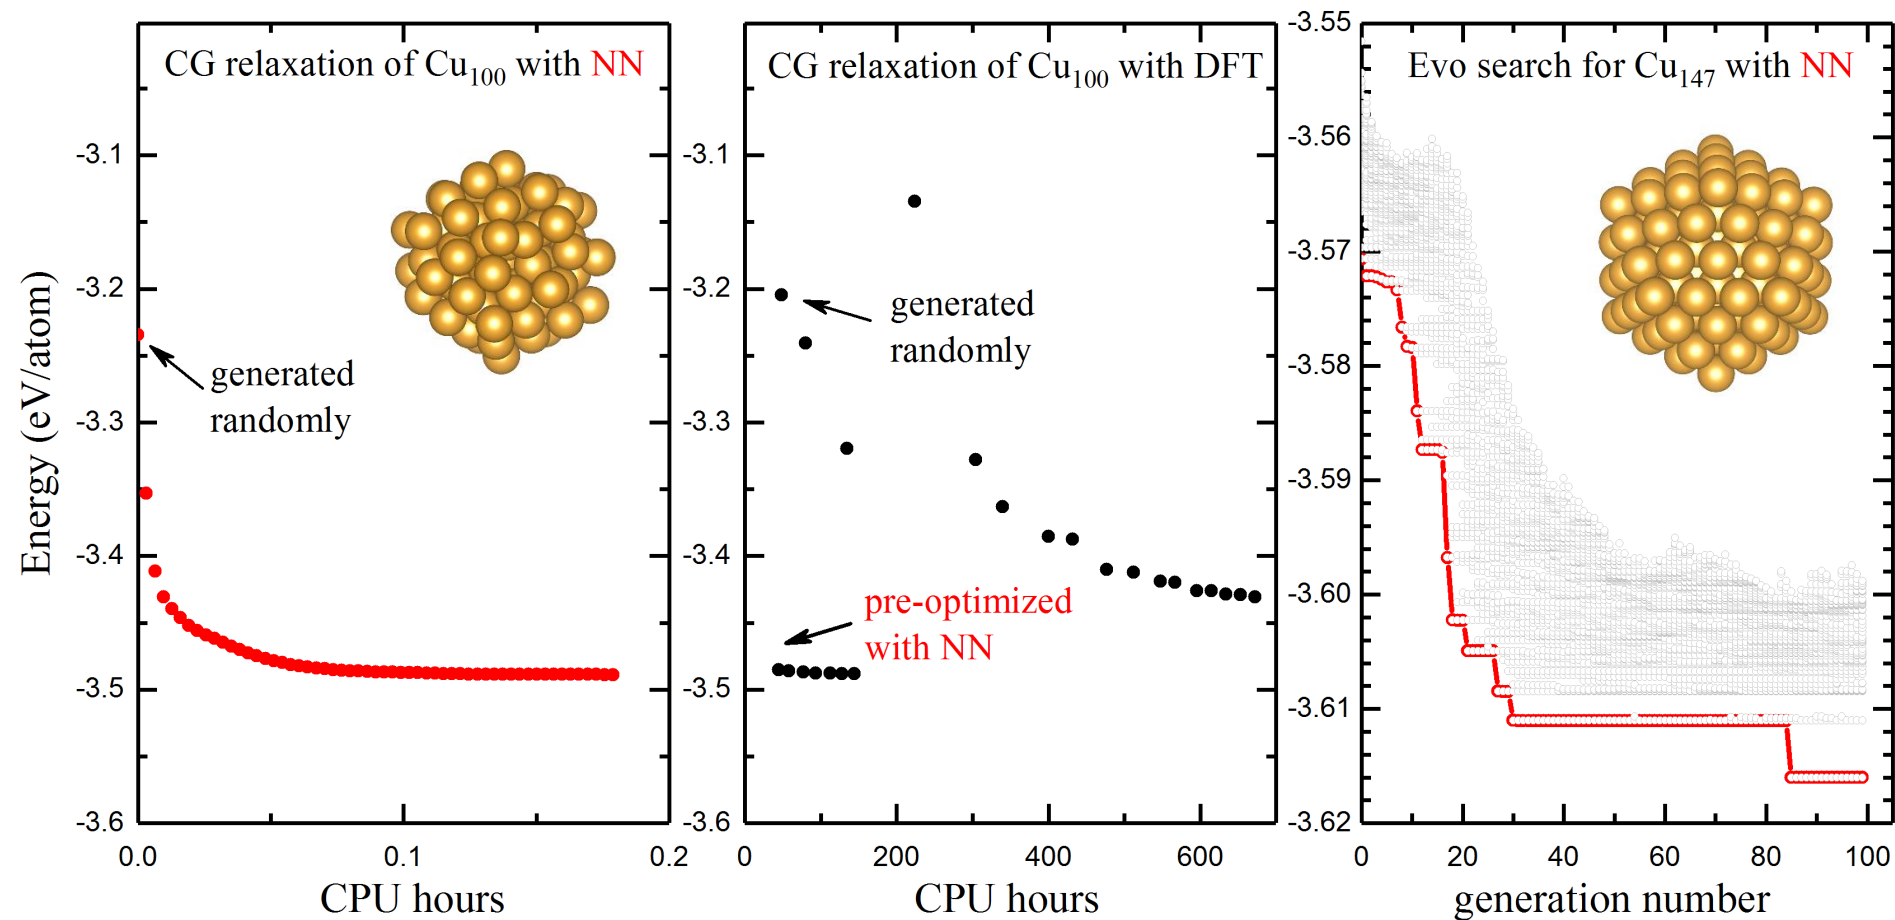 Energy (eV/atom)
CG relaxation of Cu100 with NN
-3.1
-3.2
-3.3
-3.4
-3.5
-3.6
generated
randomly
0.0
0.1
0.2
CPU hours
CG relaxation of Cu100 with DFT
-3.1
-3.2
-3.3
-3.4
-3.5
-3.6
generated
randomly
pre-optimized
with NN
0
200
400
600
CPU hours
Evo search for Cu147 with NN
-3.55
-3.56
-3.57
-3.58
-3.59
-3.60
-3.61
-3.62
0
20
40
60
80
100
generation number